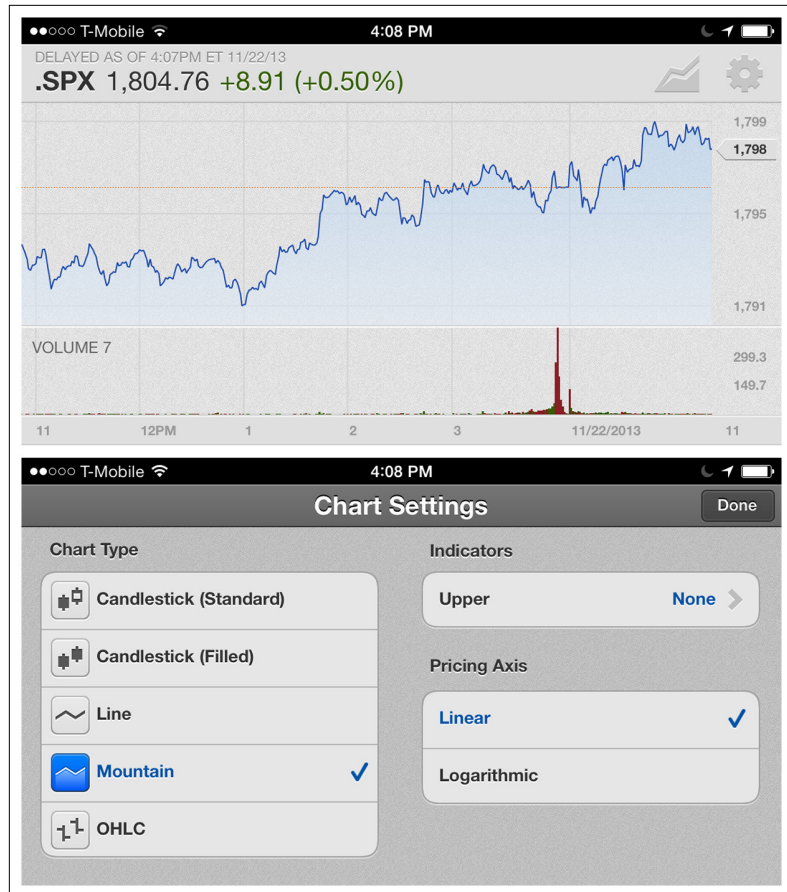 T-Mobile 4:08 PM
DELAYED AS OF 4:07PM ET 11/22/13
.SPX 1,804.76 +8.91 (+0.50%)
1,799
1,798
1,795
1,791
VOLUME 7
299.3
149.7
11 12PM 1 2 3 11/22/2013 11
T-Mobile 4:08 PM
Chart Settings Done
Chart Type
Candlestick (Standard)
Candlestick (Filled)
Line
Mountain
OHLC
Indicators
Upper None
Pricing Axis
Linear
Logarithmic